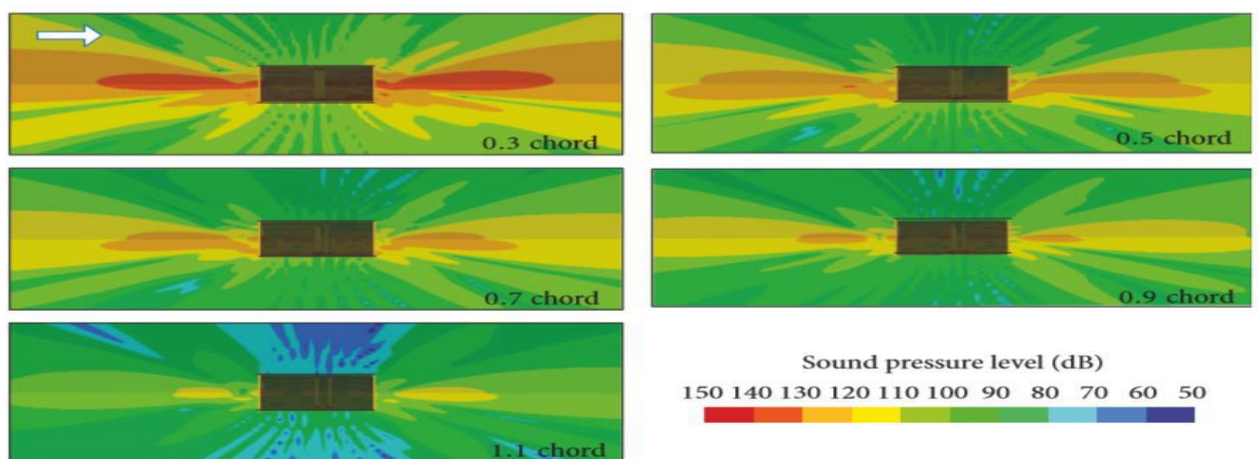 0.3 chord
0.5 chord
0.7 chord
0.9 chord
1.1 chord
Sound pressure level (dB)
150 140 130 120 110 100 90 80 70 60 50